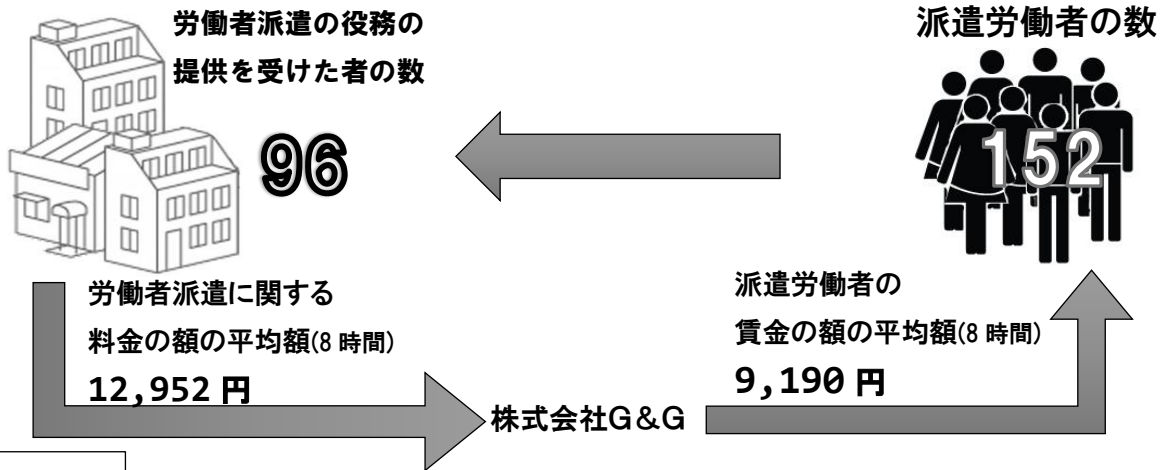 労働者派遣の役務の
提供を受けた者の数
96
派遣労働者の数
152
労働者派遣に関する
料金の額の平均額(8 時間)
12,952 円
派遣労働者の
賃金の額の平均額(8 時間)
9,190 円
株式会社G&G